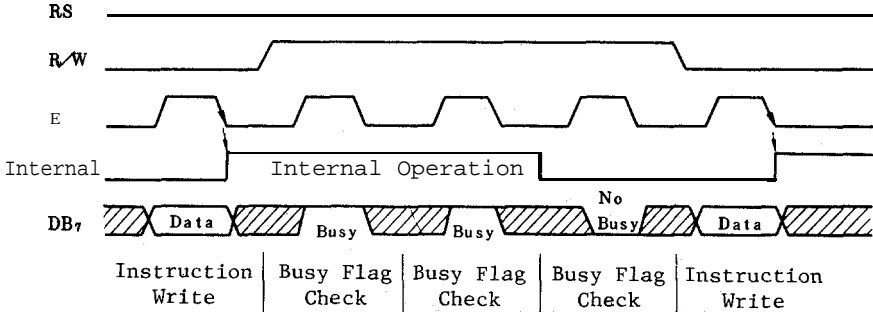 RS
R/W
E
Internal
Internal Operation
DB7
Data
Busy
Busy
No
Busy
Data
Instruction
Write
Busy Flag
Check
Busy Flag
Check
Busy Flag
Check
Instruction
Write